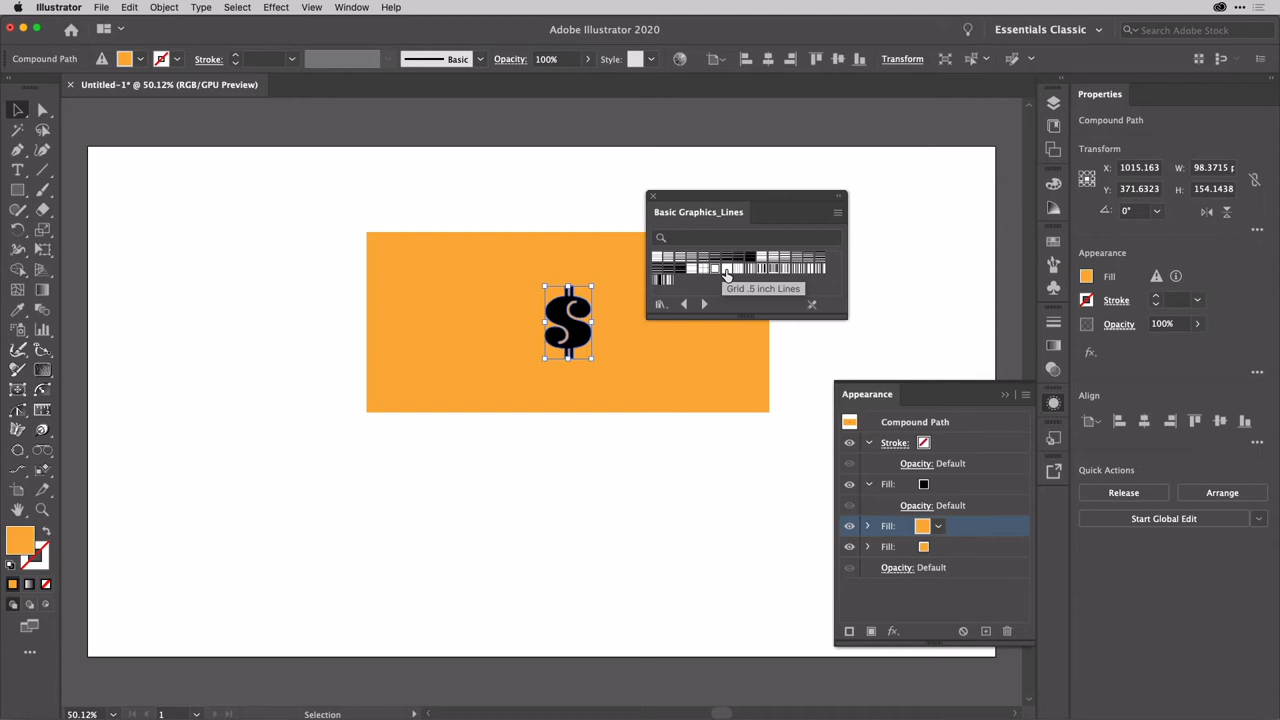 Illustrator File Edit Object Type Select Effect View Window Help
Adobe Illustrator 2020
Essentials Classic
Search Adobe Stock
Compound Path
Stroke:
Basic
Opacity: 100%
Style:
Transform
Untitled-1* @ 50.12% (RGB/GPU Preview)
Properties
Compound Path
Transform
X: 1015.163 W: 98.3715 p
Y: 371.6323 H: 154.1438
0°
Basic Graphics_Lines
Grid .5 inch Lines
$
Appearance
Fill
Stroke
Opacity 100%
fx.
Appearance
Compound Path
Stroke:
Opacity: Default
Fill:
Opacity: Default
Fill:
Fill:
Opacity: Default
fx.
Align
Quick Actions
Release Arrange
Start Global Edit
50.12% 1 Selection